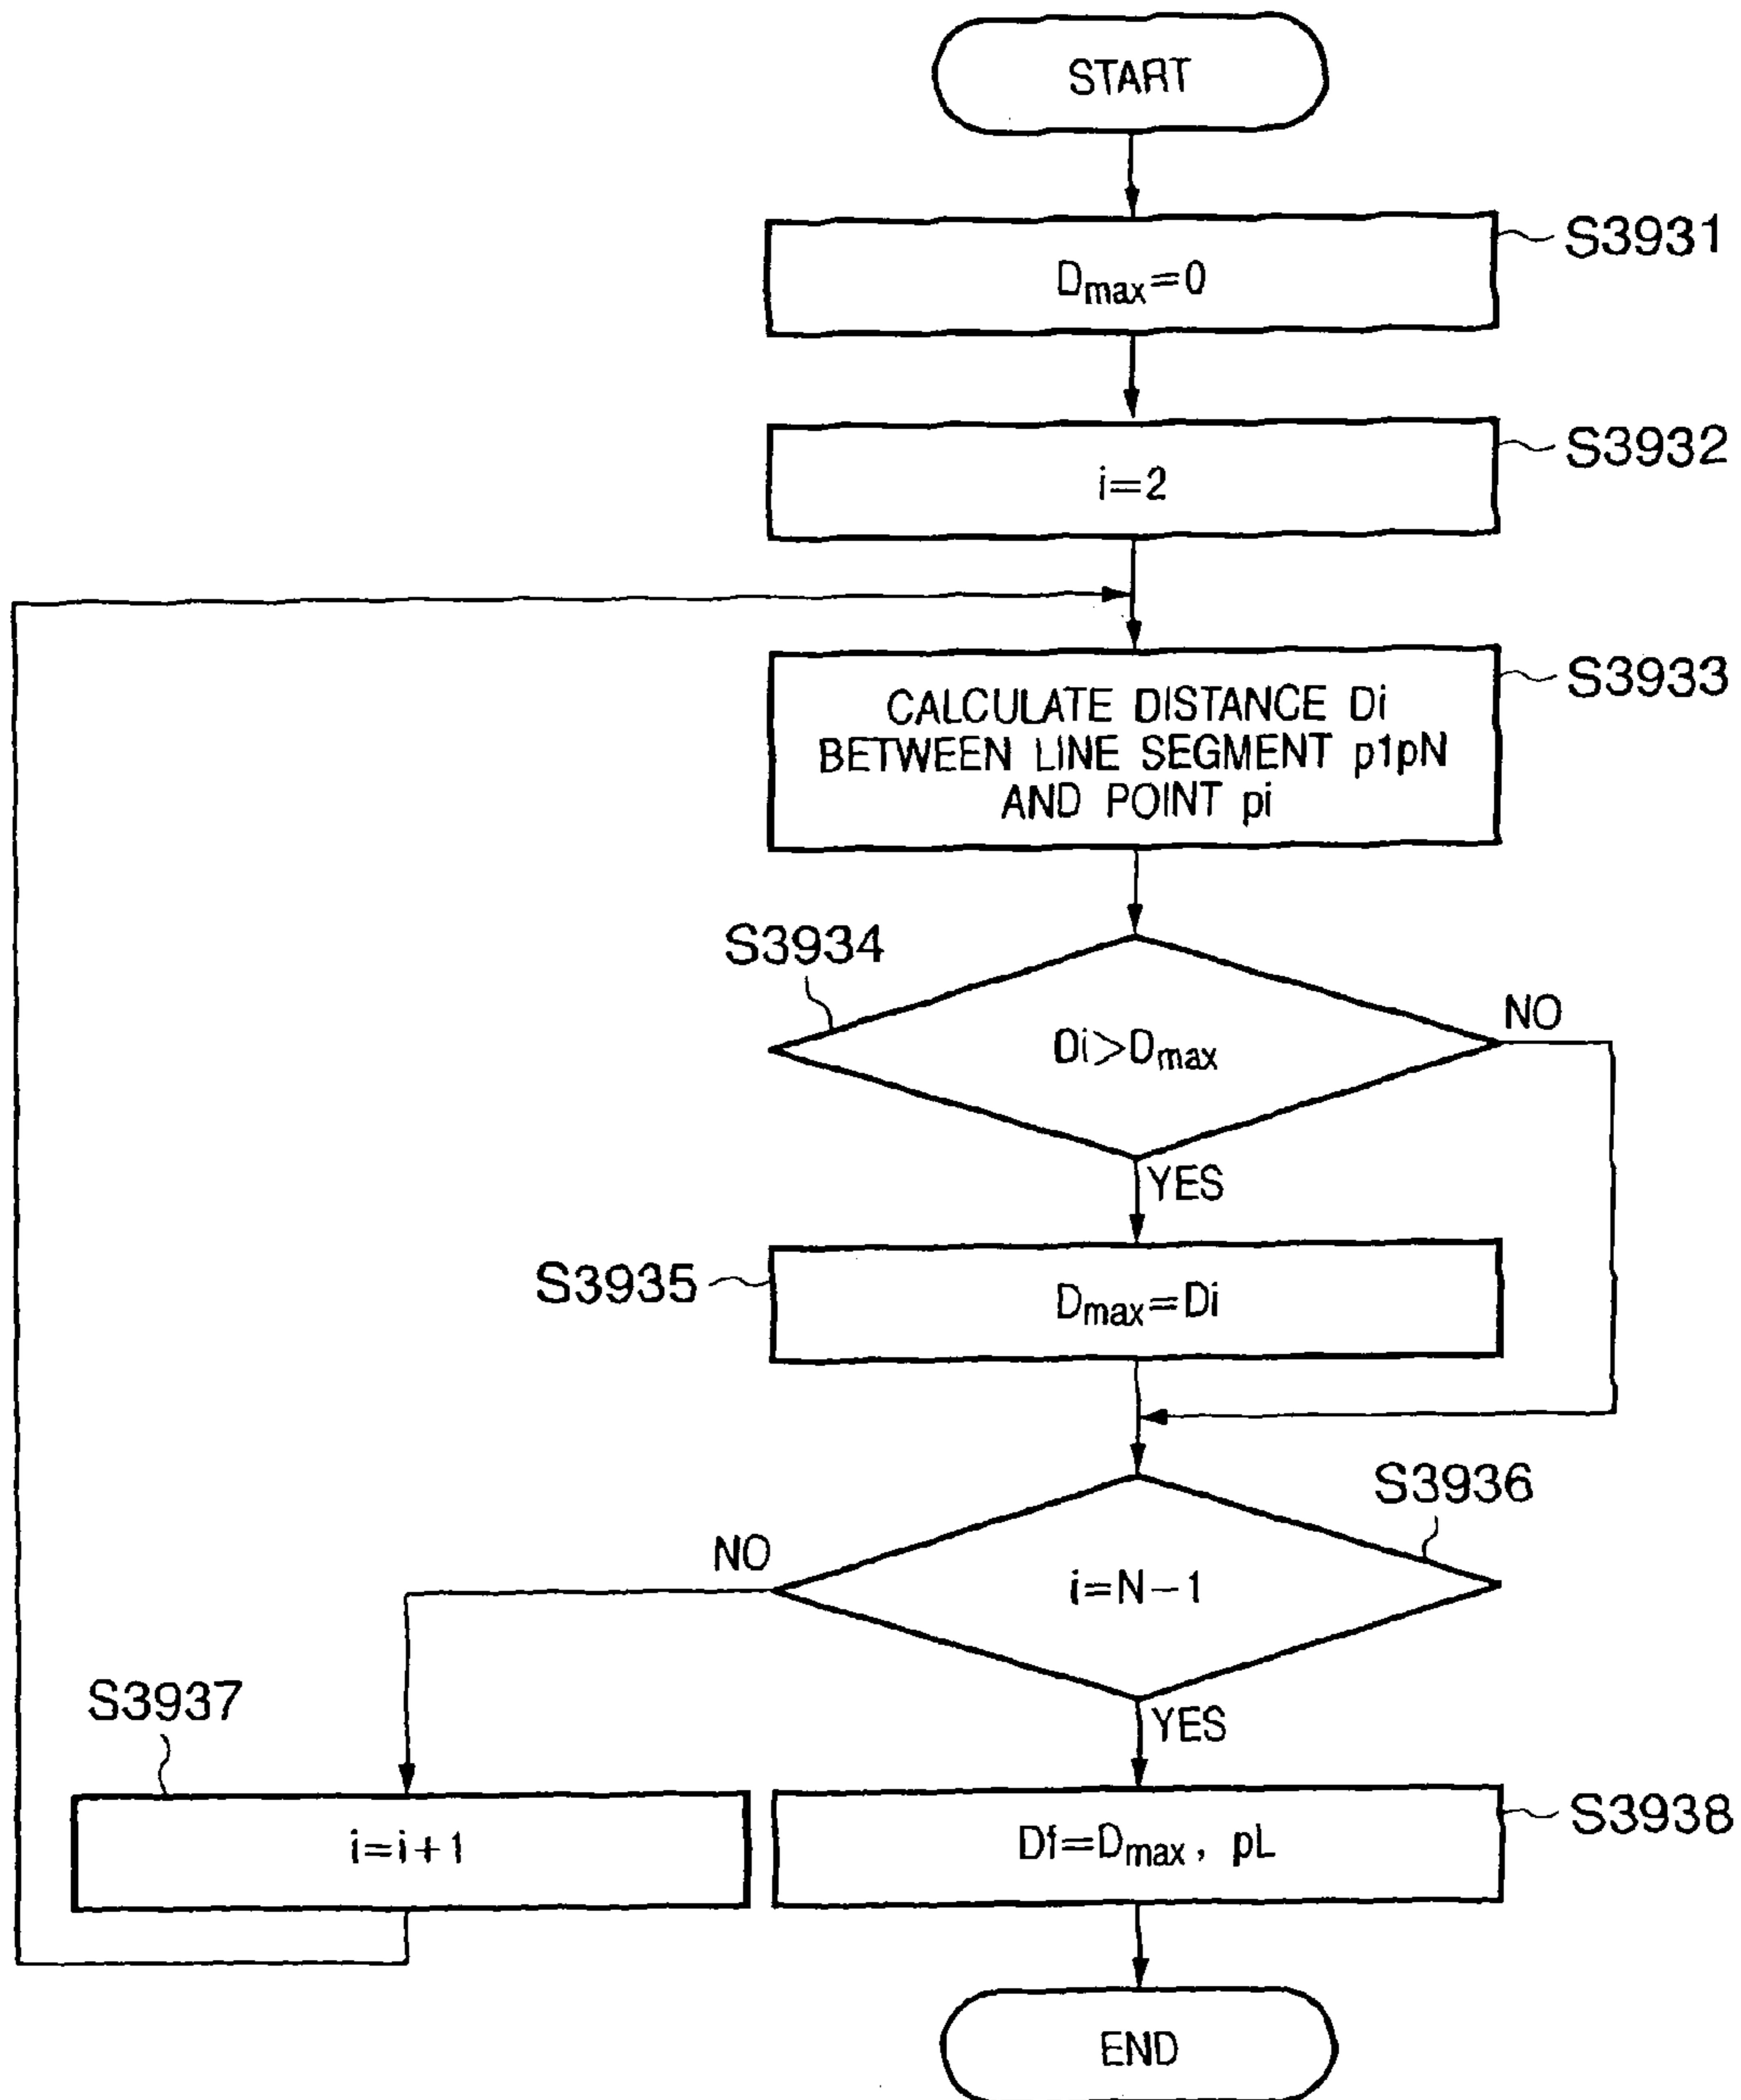 START
S3931
Dmax=0
S3932
i=2
S3933
CALCULATE DISTANCE Di
BETWEEN LINE SEGMENT p1pN
AND POINT pi
S3934
Di>Dmax
NO
YES
S3935
Dmax=Di
S3936
NO
i=N-1
YES
S3937
i=i+1
S3938
Df=Dmax, pL
END